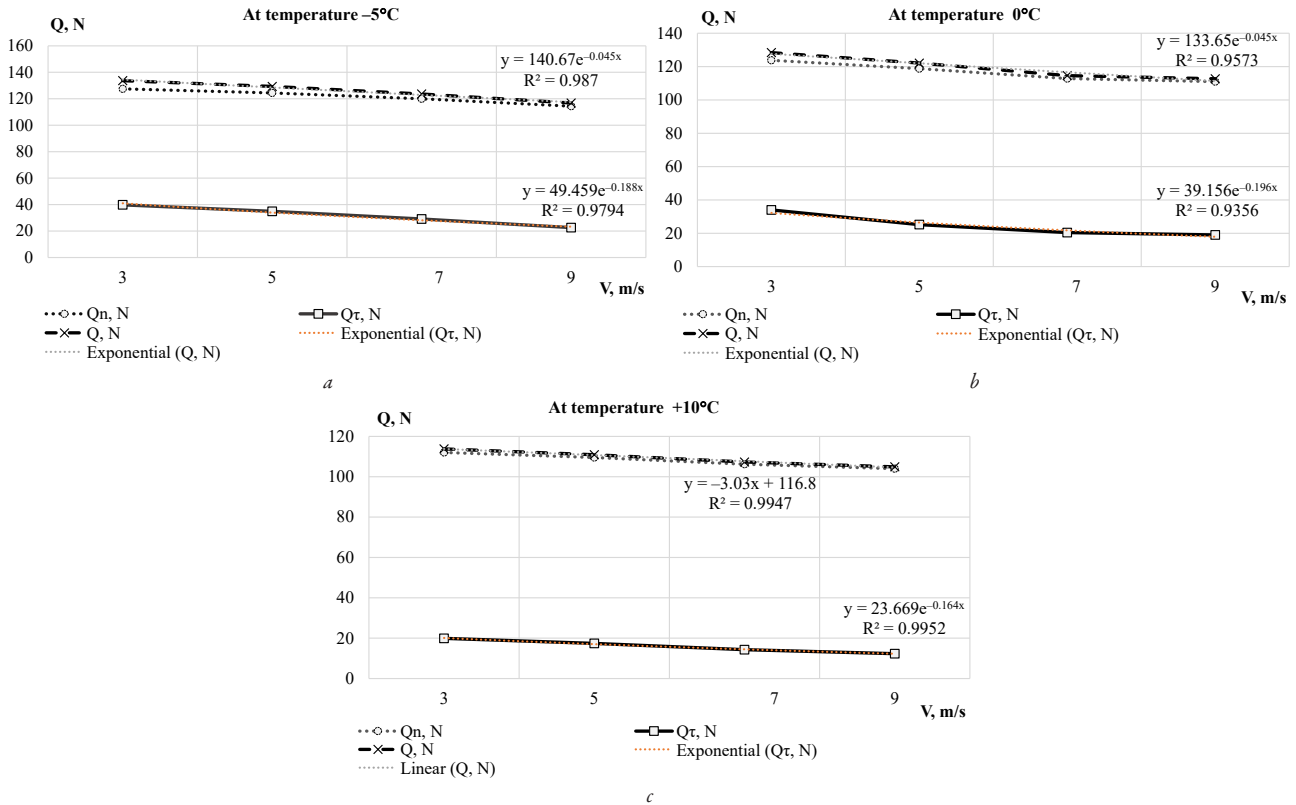 At temperature –5°C
Q, N
160
140
120
100
80
60
40
20
0
y = 140.67e^–0.045x
R² = 0.987
y = 49.459e^–0.188x
R² = 0.9794
3 5 7 9
V, m/s
Qn, N Qτ, N
Q, N Exponential (Qτ, N)
Exponential (Q, N)
a
At temperature 0°C
Q, N
140
120
100
80
60
40
20
0
y = 133.65e^–0.045x
R² = 0.9573
y = 39.156e^–0.196x
R² = 0.9356
3 5 7 9
V, m/s
Qn, N Qτ, N
Q, N Exponential (Qτ, N)
Exponential (Q, N)
b
At temperature +10°C
Q, N
120
100
80
60
40
20
0
y = –3.03x + 116.8
R² = 0.9947
y = 23.669e^–0.164x
R² = 0.9952
3 5 7 9
V, m/s
Qn, N Qτ, N
Q, N Exponential (Qτ, N)
Linear (Q, N)
c